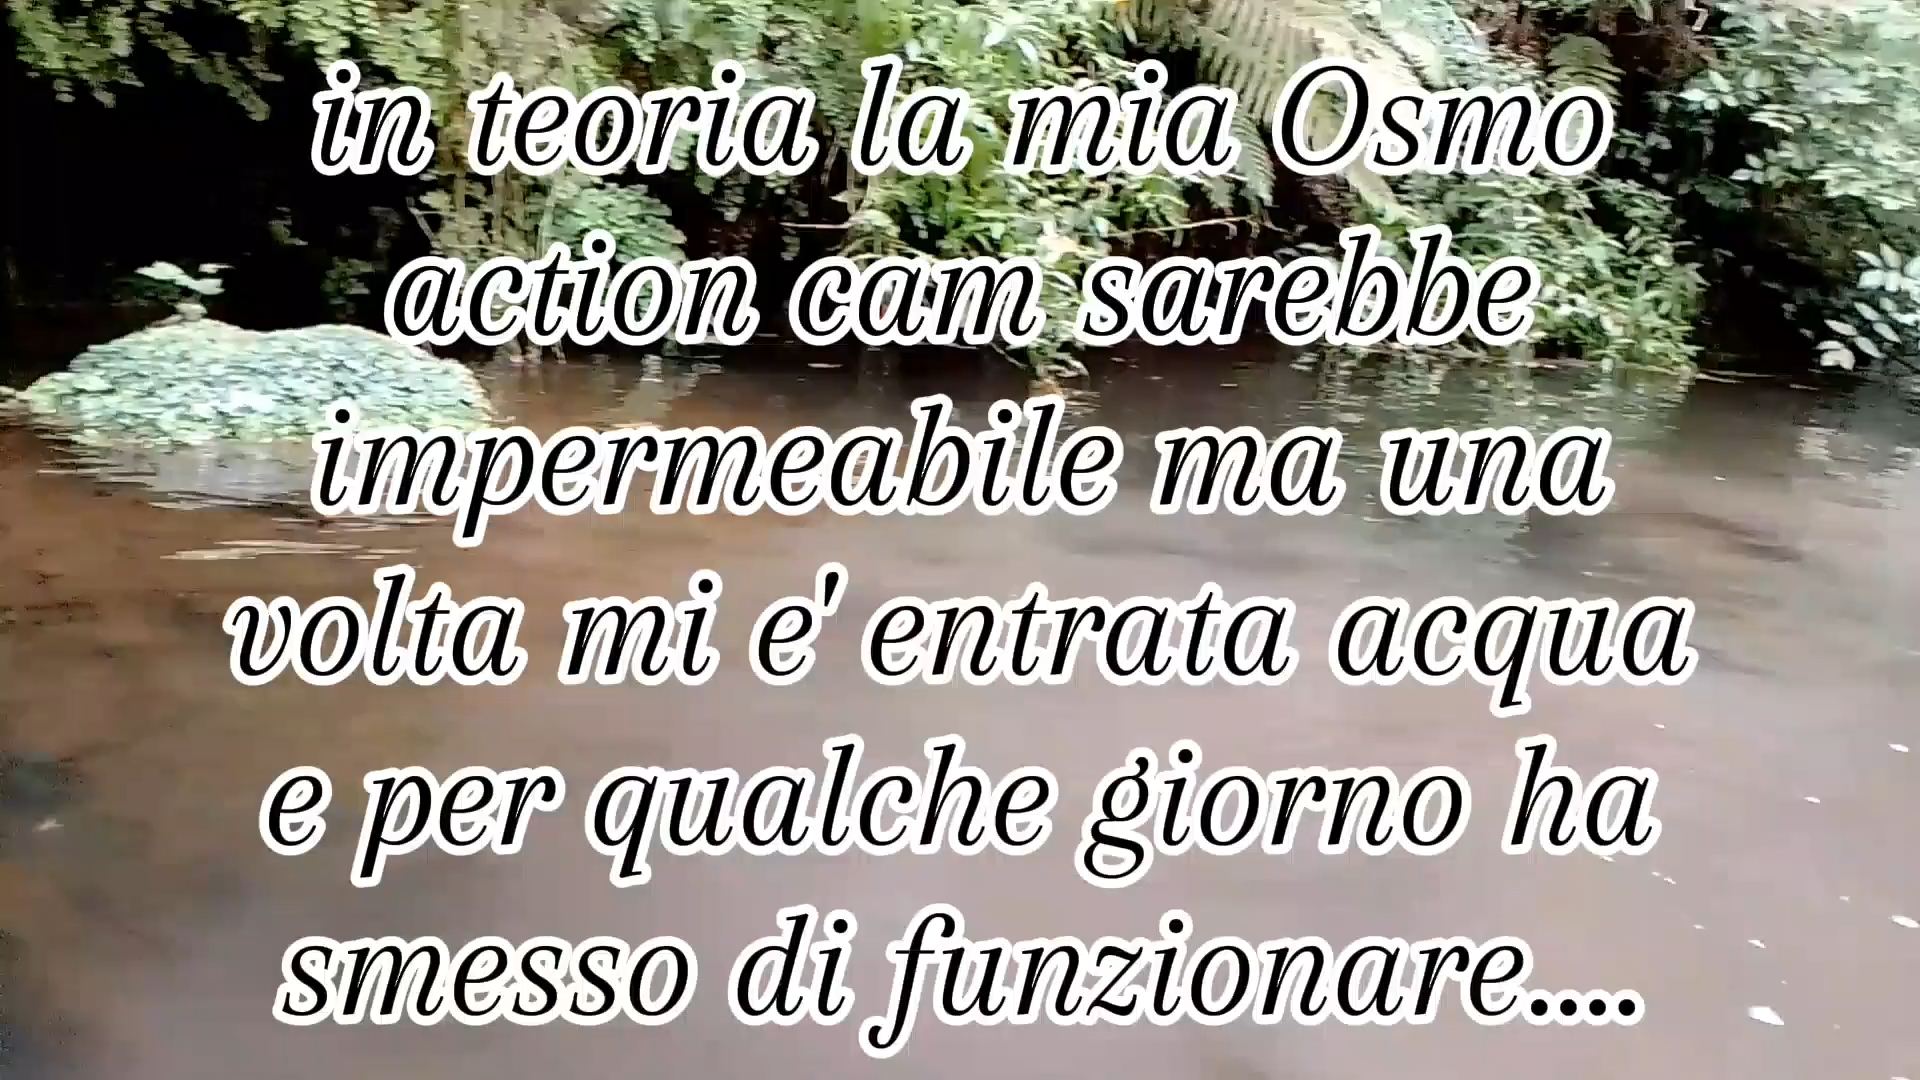 in teoria la mia Osmo
action cam sarebbe
impermeabile ma una
volta mi e' entrata acqua
e per qualche giorno ha
smesso di funzionare....